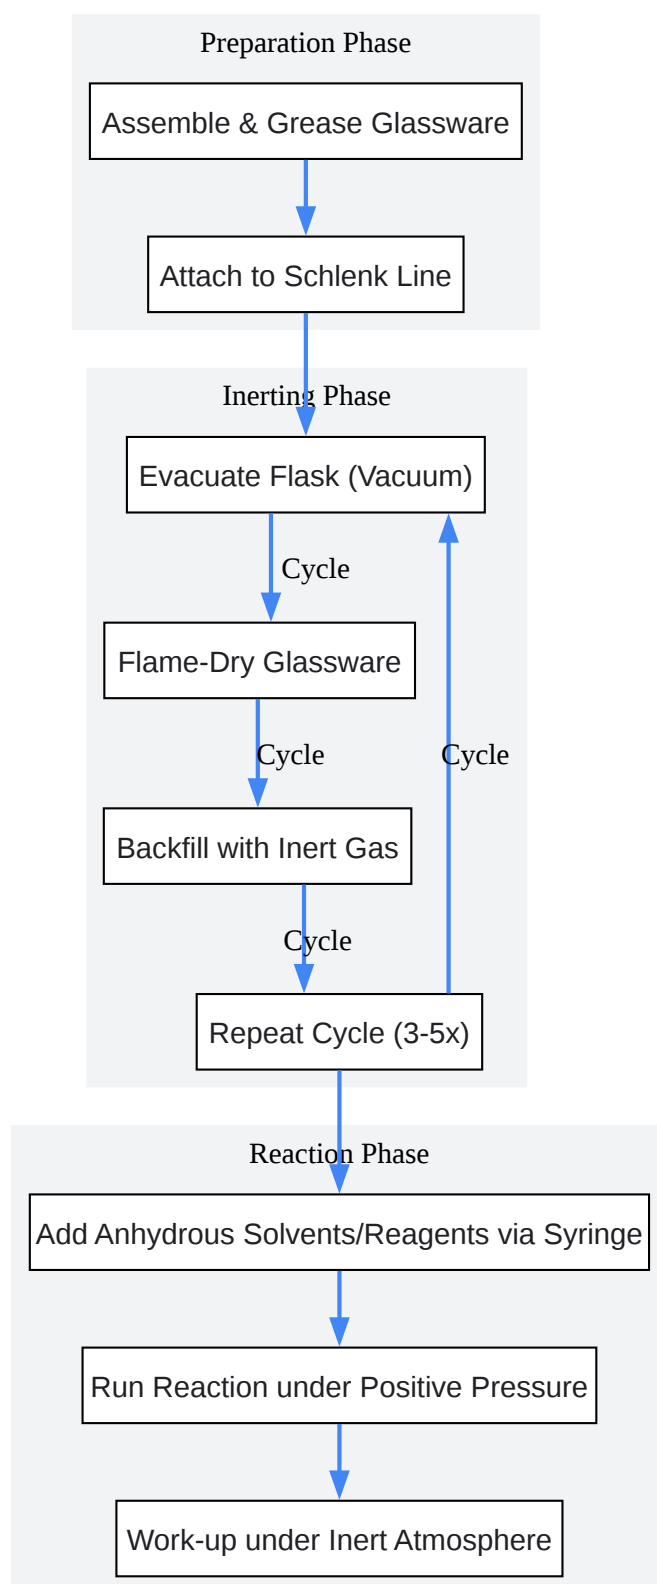 Preparation Phase
Assemble & Grease Glassware
Attach to Schlenk Line
Inerting Phase
Evacuate Flask (Vacuum)
Cycle
Flame-Dry Glassware
Cycle
Cycle
Backfill with Inert Gas
Cycle
Repeat Cycle (3-5x)
Reaction Phase
Add Anhydrous Solvents/Reagents via Syringe
Run Reaction under Positive Pressure
Work-up under Inert Atmosphere